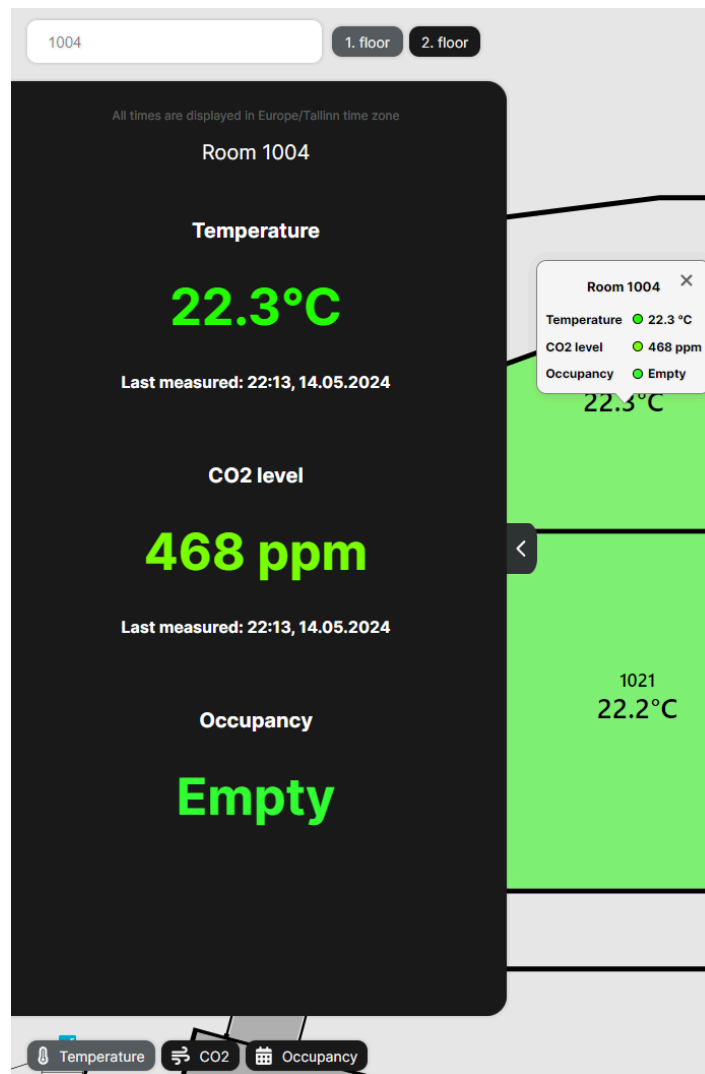 1004
1. floor
2. floor
All times are displayed in Europe/Tallinn time zone
Room 1004
Temperature
22.3°C
Last measured: 22:13, 14.05.2024
CO2 level
468 ppm
Last measured: 22:13, 14.05.2024
Occupancy
Empty
Room 1004
Temperature 22.3 °C
CO2 level 468 ppm
Occupancy Empty
22.3°C
1021
22.2°C
Temperature
CO2
Occupancy